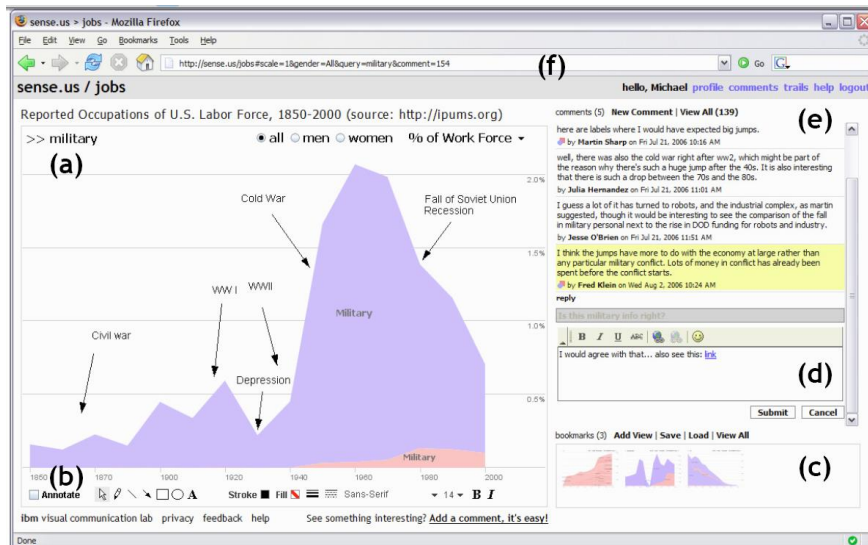 sense.us > jobs - Mozilla Firefox
File Edit View Go Bookmarks Tools Help
http://sense.us/jobs#scale=1&gender=All&query=military&comment=154
Go
(f)
sense.us / jobs
hello, Michael profile comments trails help logout
Reported Occupations of U.S. Labor Force, 1850-2000 (source: http://ipums.org)
>> military
all men women
% of Work Force
(a)
2.0%
1.5%
1.0%
0.5%
Cold War
Fall of Soviet Union
Recession
WW I
WWII
Military
Civil war
Depression
Military
1860 1870 1900 1920 1940 1960 1980 2000
(b)
Annotate
A
Stroke
Fill
Sans-Serif
14
B I
ibm visual communication lab privacy feedback help
See something interesting? Add a comment, it's easy!
comments (5) New Comment | View All (139)
(e)
here are labels where I would have expected big jumps.
by Martin Sharp on Fri Jul 21, 2006 10:16 AM
well, there was also the cold war right after ww2, which might be part of
the reason why there's such a huge jump after the 40s. It is also interesting
that there is such a drop between the 70s and the 80s.
by Julia Hernandez on Fri Jul 21, 2006 11:01 AM
I guess a lot of it has turned to robots, and the industrial complex, as martin
suggested, though it would be interesting to see the comparison of the fall
in military personel next to the rise in DOD funding for robots and industry.
by Jesse O'Brien on Fri Jul 21, 2006 11:51 AM
I think the jumps have more to do with the economy at large rather than
any particular military conflict. Lots of money in conflict has already been
spent before the conflict starts.
by Fred Klein on Wed Aug 2, 2006 10:24 AM
reply
Is this military info right?
B I U ABC
I would agree with that... also see this: link
(d)
Submit Cancel
bookmarks (3) Add View | Save | Load | View All
(c)
Done